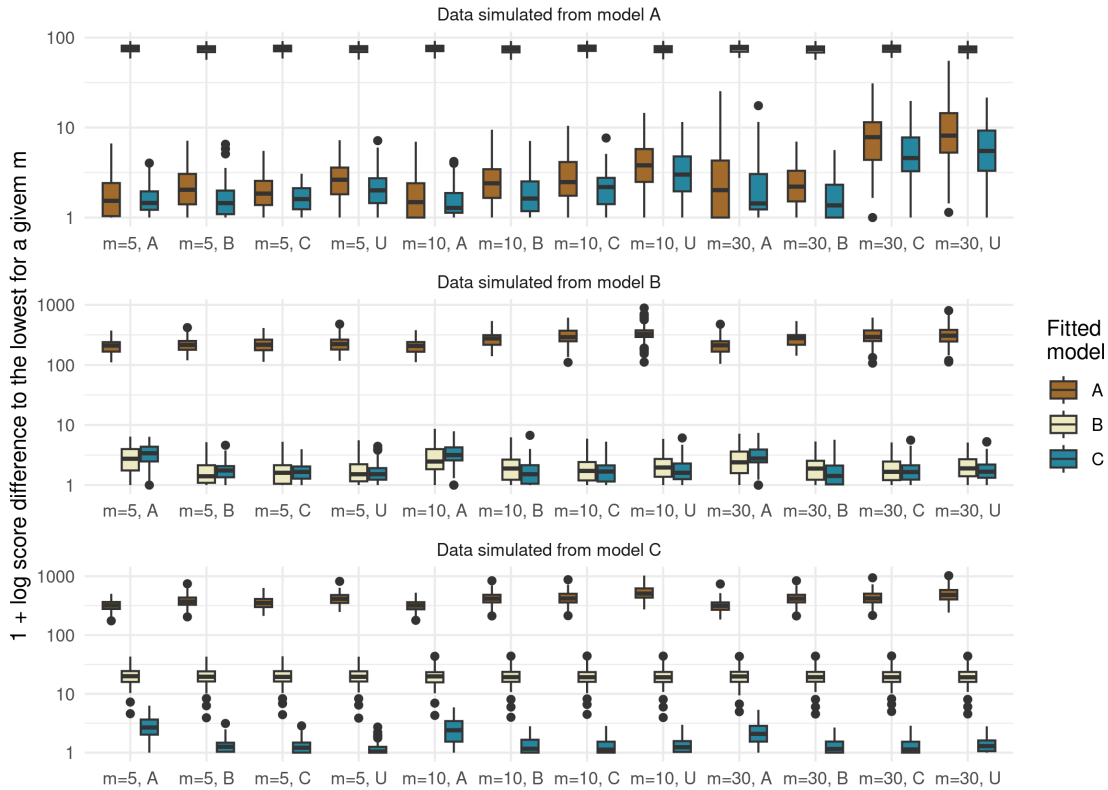 Data simulated from model A
100
10
1
m=5, A m=5, B m=5, C m=5, U m=10, A m=10, B m=10, C m=10, U m=30, A m=30, B m=30, C m=30, U
Data simulated from model B
1000
100
10
1
m=5, A m=5, B m=5, C m=5, U m=10, A m=10, B m=10, C m=10, U m=30, A m=30, B m=30, C m=30, U
Data simulated from model C
1000
100
10
1
m=5, A m=5, B m=5, C m=5, U m=10, A m=10, B m=10, C m=10, U m=30, A m=30, B m=30, C m=30, U
1 + log score difference to the lowest for a givem m
Fitted
model
A
B
C